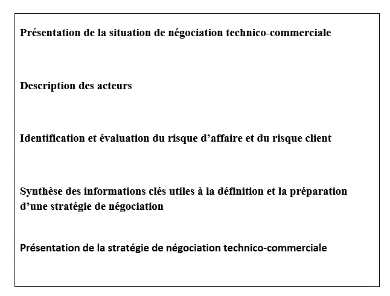 Présentation de la situation de négociation technico-commerciale
Description des acteurs
Identification et évaluation du risque d'affaire et du risque client
Synthèse des informations clés utiles à la définition et la préparation
d'une stratégie de négociation
Présentation de la stratégie de négociation technico-commerciale